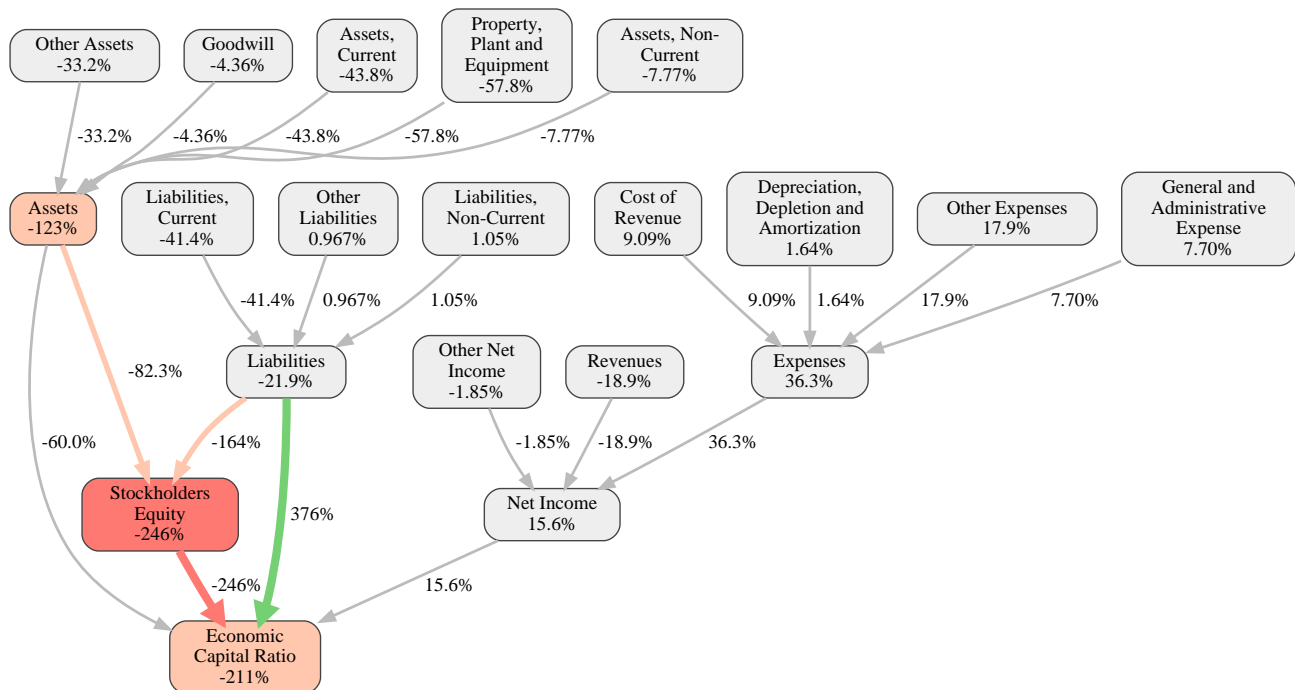 Other Assets
-33.2%
Goodwill
-4.36%
Assets,
Current
-43.8%
Property,
Plant and
Equipment
-57.8%
Assets, Non-
Current
-7.77%
-33.2%
-4.36%
-43.8%
-57.8%
-7.77%
Assets
-123%
Liabilities,
Current
-41.4%
Other
Liabilities
0.967%
Liabilities,
Non-Current
1.05%
Cost of
Revenue
9.09%
Depreciation,
Depletion and
Amortization
1.64%
Other Expenses
17.9%
General and
Administrative
Expense
7.70%
-41.4%
0.967%
1.05%
9.09%
1.64%
17.9%
7.70%
-82.3%
Liabilities
-21.9%
Other Net
Income
-1.85%
Revenues
-18.9%
Expenses
36.3%
-60.0%
-164%
376%
-1.85%
-18.9%
36.3%
Stockholders
Equity
-246%
Net Income
15.6%
-246%
15.6%
Economic
Capital Ratio
-211%